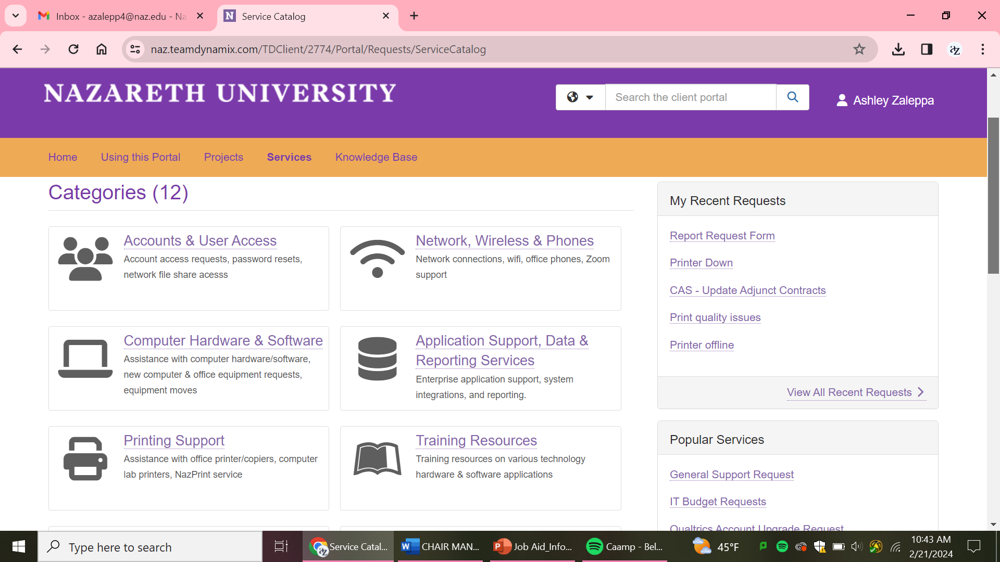 Inbox - azalepp4@naz.edu - Na
Service Catalog
naz.teamdynamix.com/TDClient/2774/Portal/Requests/ServiceCatalog
NAZARETH UNIVERSITY
Search the client portal
Ashley Zaleppa
Home
Using this Portal
Projects
Services
Knowledge Base
Categories (12)
Accounts & User Access
Account access requests, password resets,
network file share acesss
Network, Wireless & Phones
Network connections, wifi, office phones, Zoom
support
Computer Hardware & Software
Assistance with computer hardware/software,
new computer & office equipment requests,
equipment moves
Application Support, Data &
Reporting Services
Enterprise application support, system
integrations, and reporting.
Printing Support
Assistance with office printer/copiers, computer
lab printers, NazPrint service
Training Resources
Training resources on various technology
hardware & software applications
My Recent Requests
Report Request Form
Printer Down
CAS - Update Adjunct Contracts
Print quality issues
Printer offline
View All Recent Requests
Popular Services
General Support Request
IT Budget Requests
Qualtrics Account Upgrade Request
Type here to search
Service Catal...
CHAIR MAN...
Job Aid_Info...
Caamp - Bel...
45°F
10:43 AM
2/21/2024